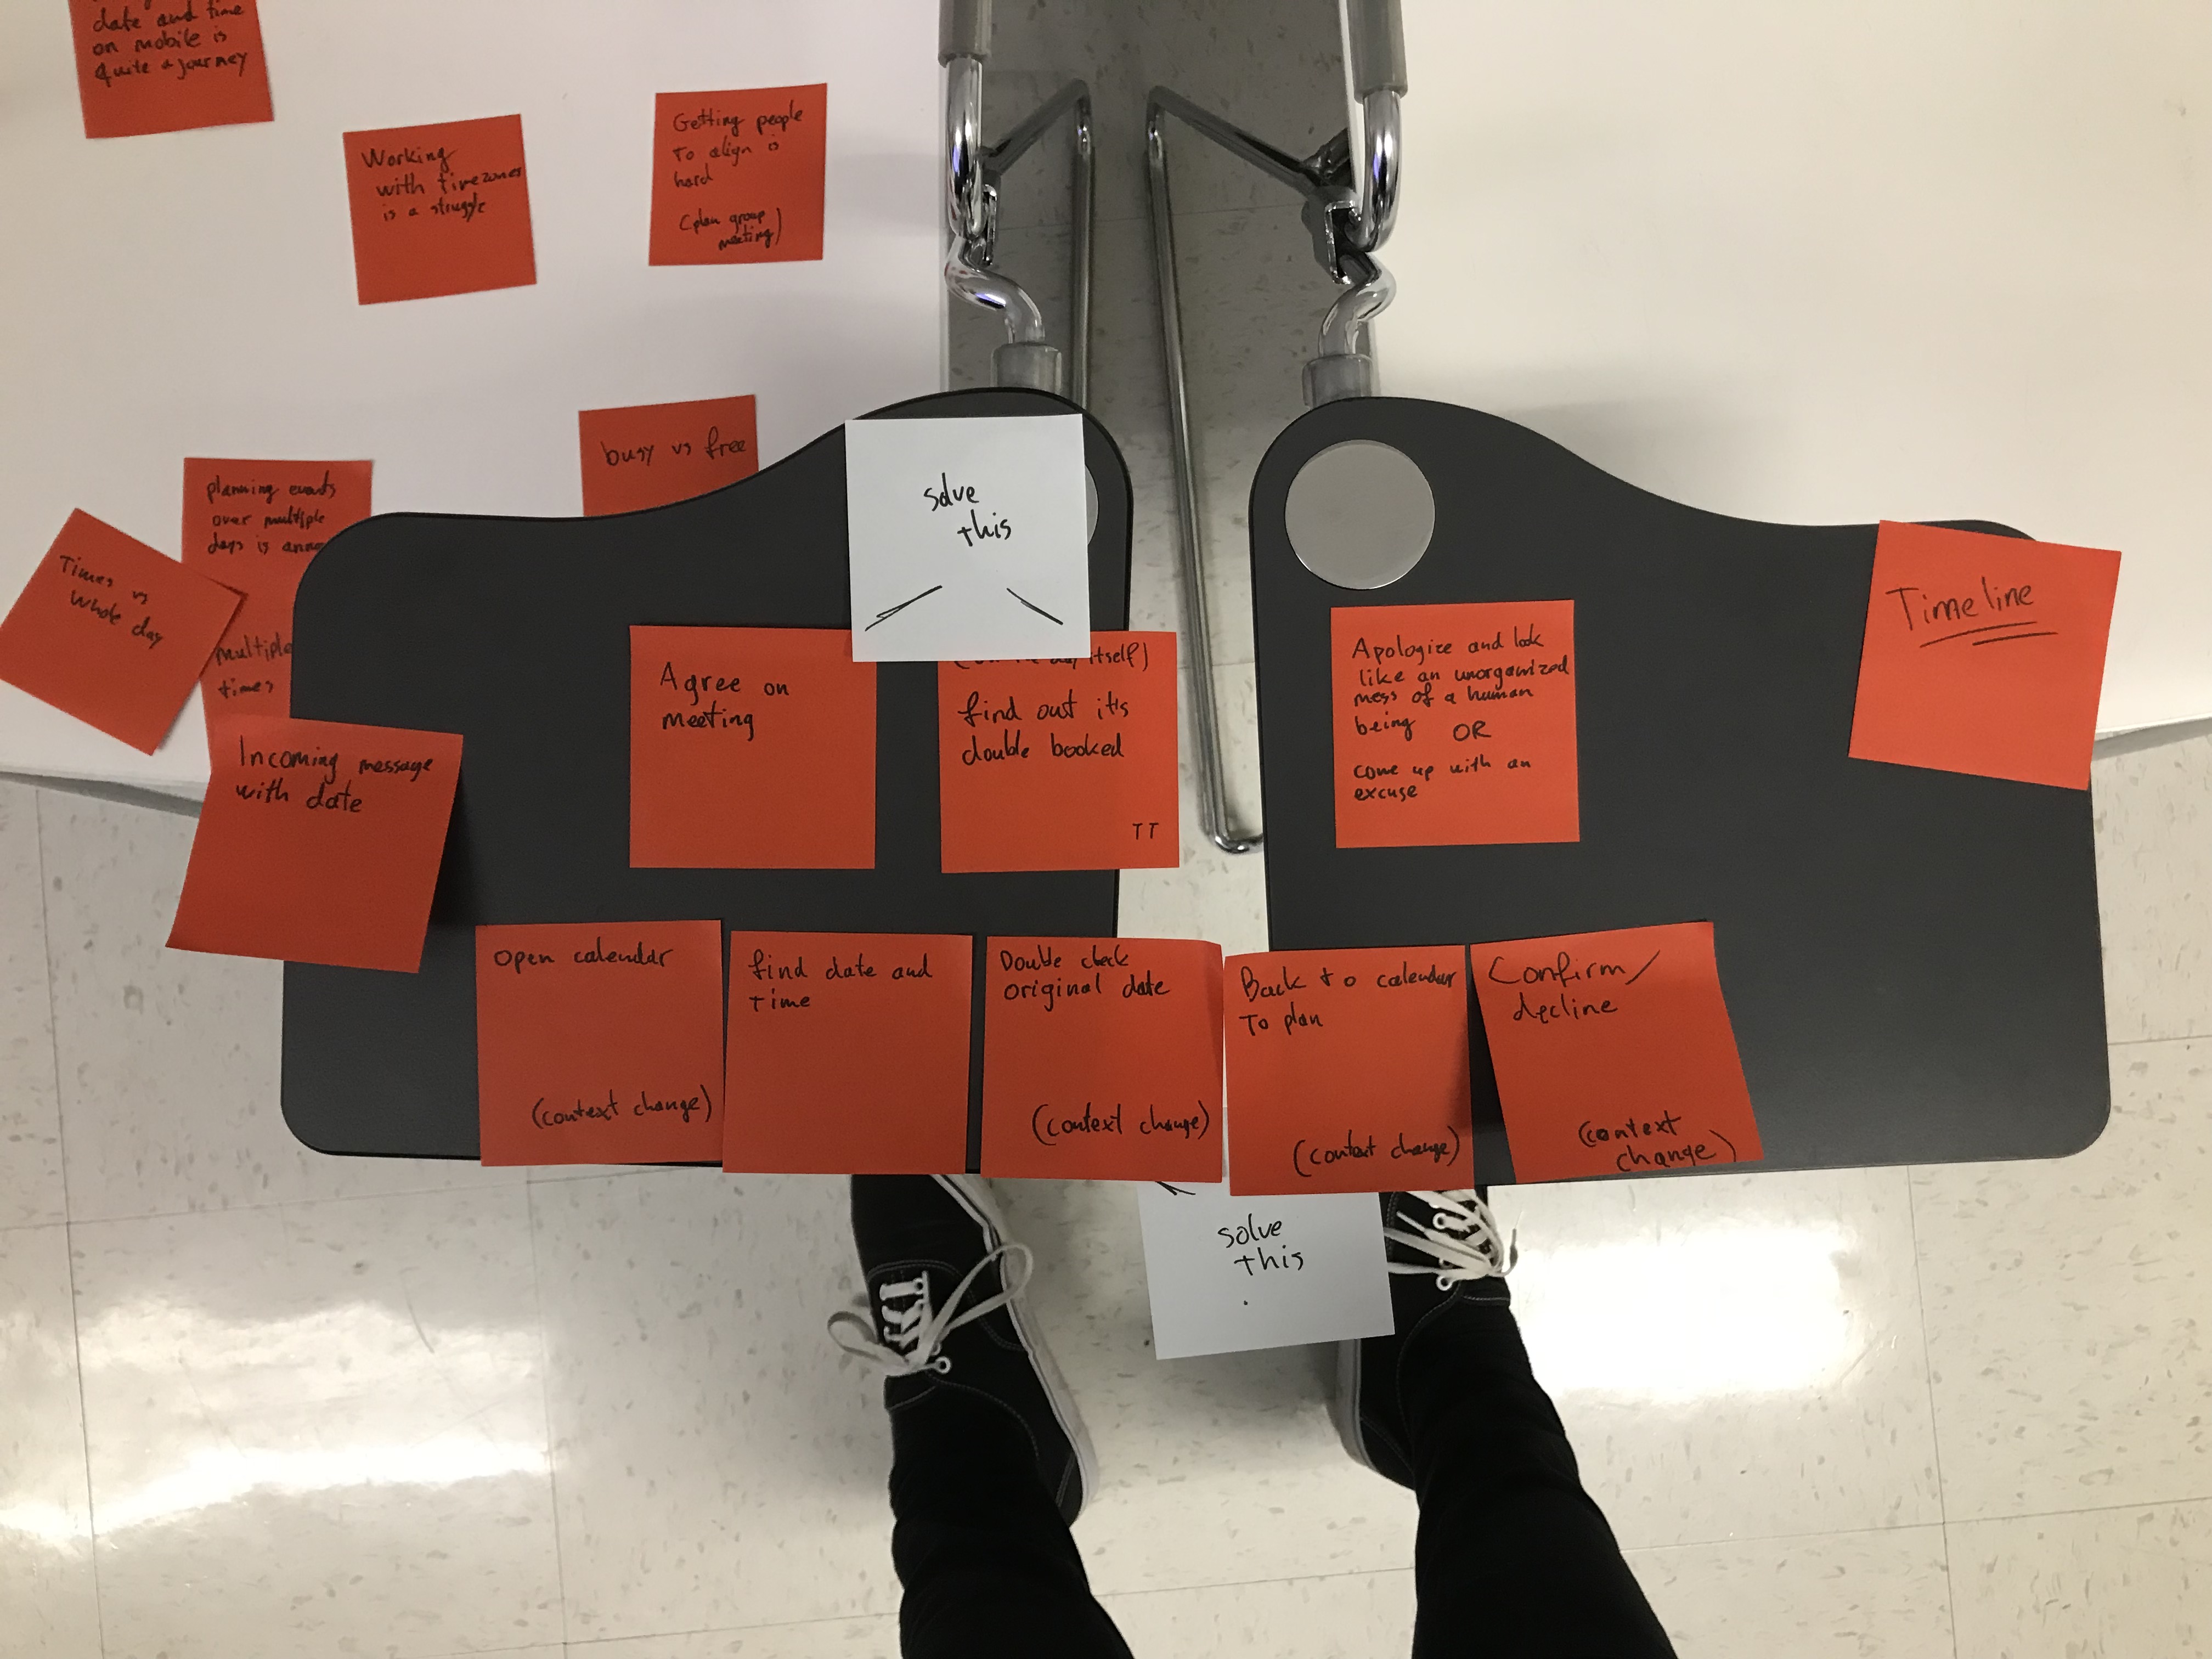 date and time
on mobile is
quite a journey
Working
with timezones
is a struggle
Getting people
to align is
hard
(plan group
meeting)
busy vs free
planning events
over multiple
days is
multiple
times
Times vs
whole day
solve
this
Timeline
Incoming message
with date
Agree on
meeting
itself)
find out it's
double booked
TT
Apologize and look
like an unorganized
mess of a human
being OR
come up with an
excuse
Open calendar
(context change)
find date and
time
Double check
original date
(context change)
Back to calendar
To plan
(context change)
Confirm/
decline
(context
change)
solve
this
.